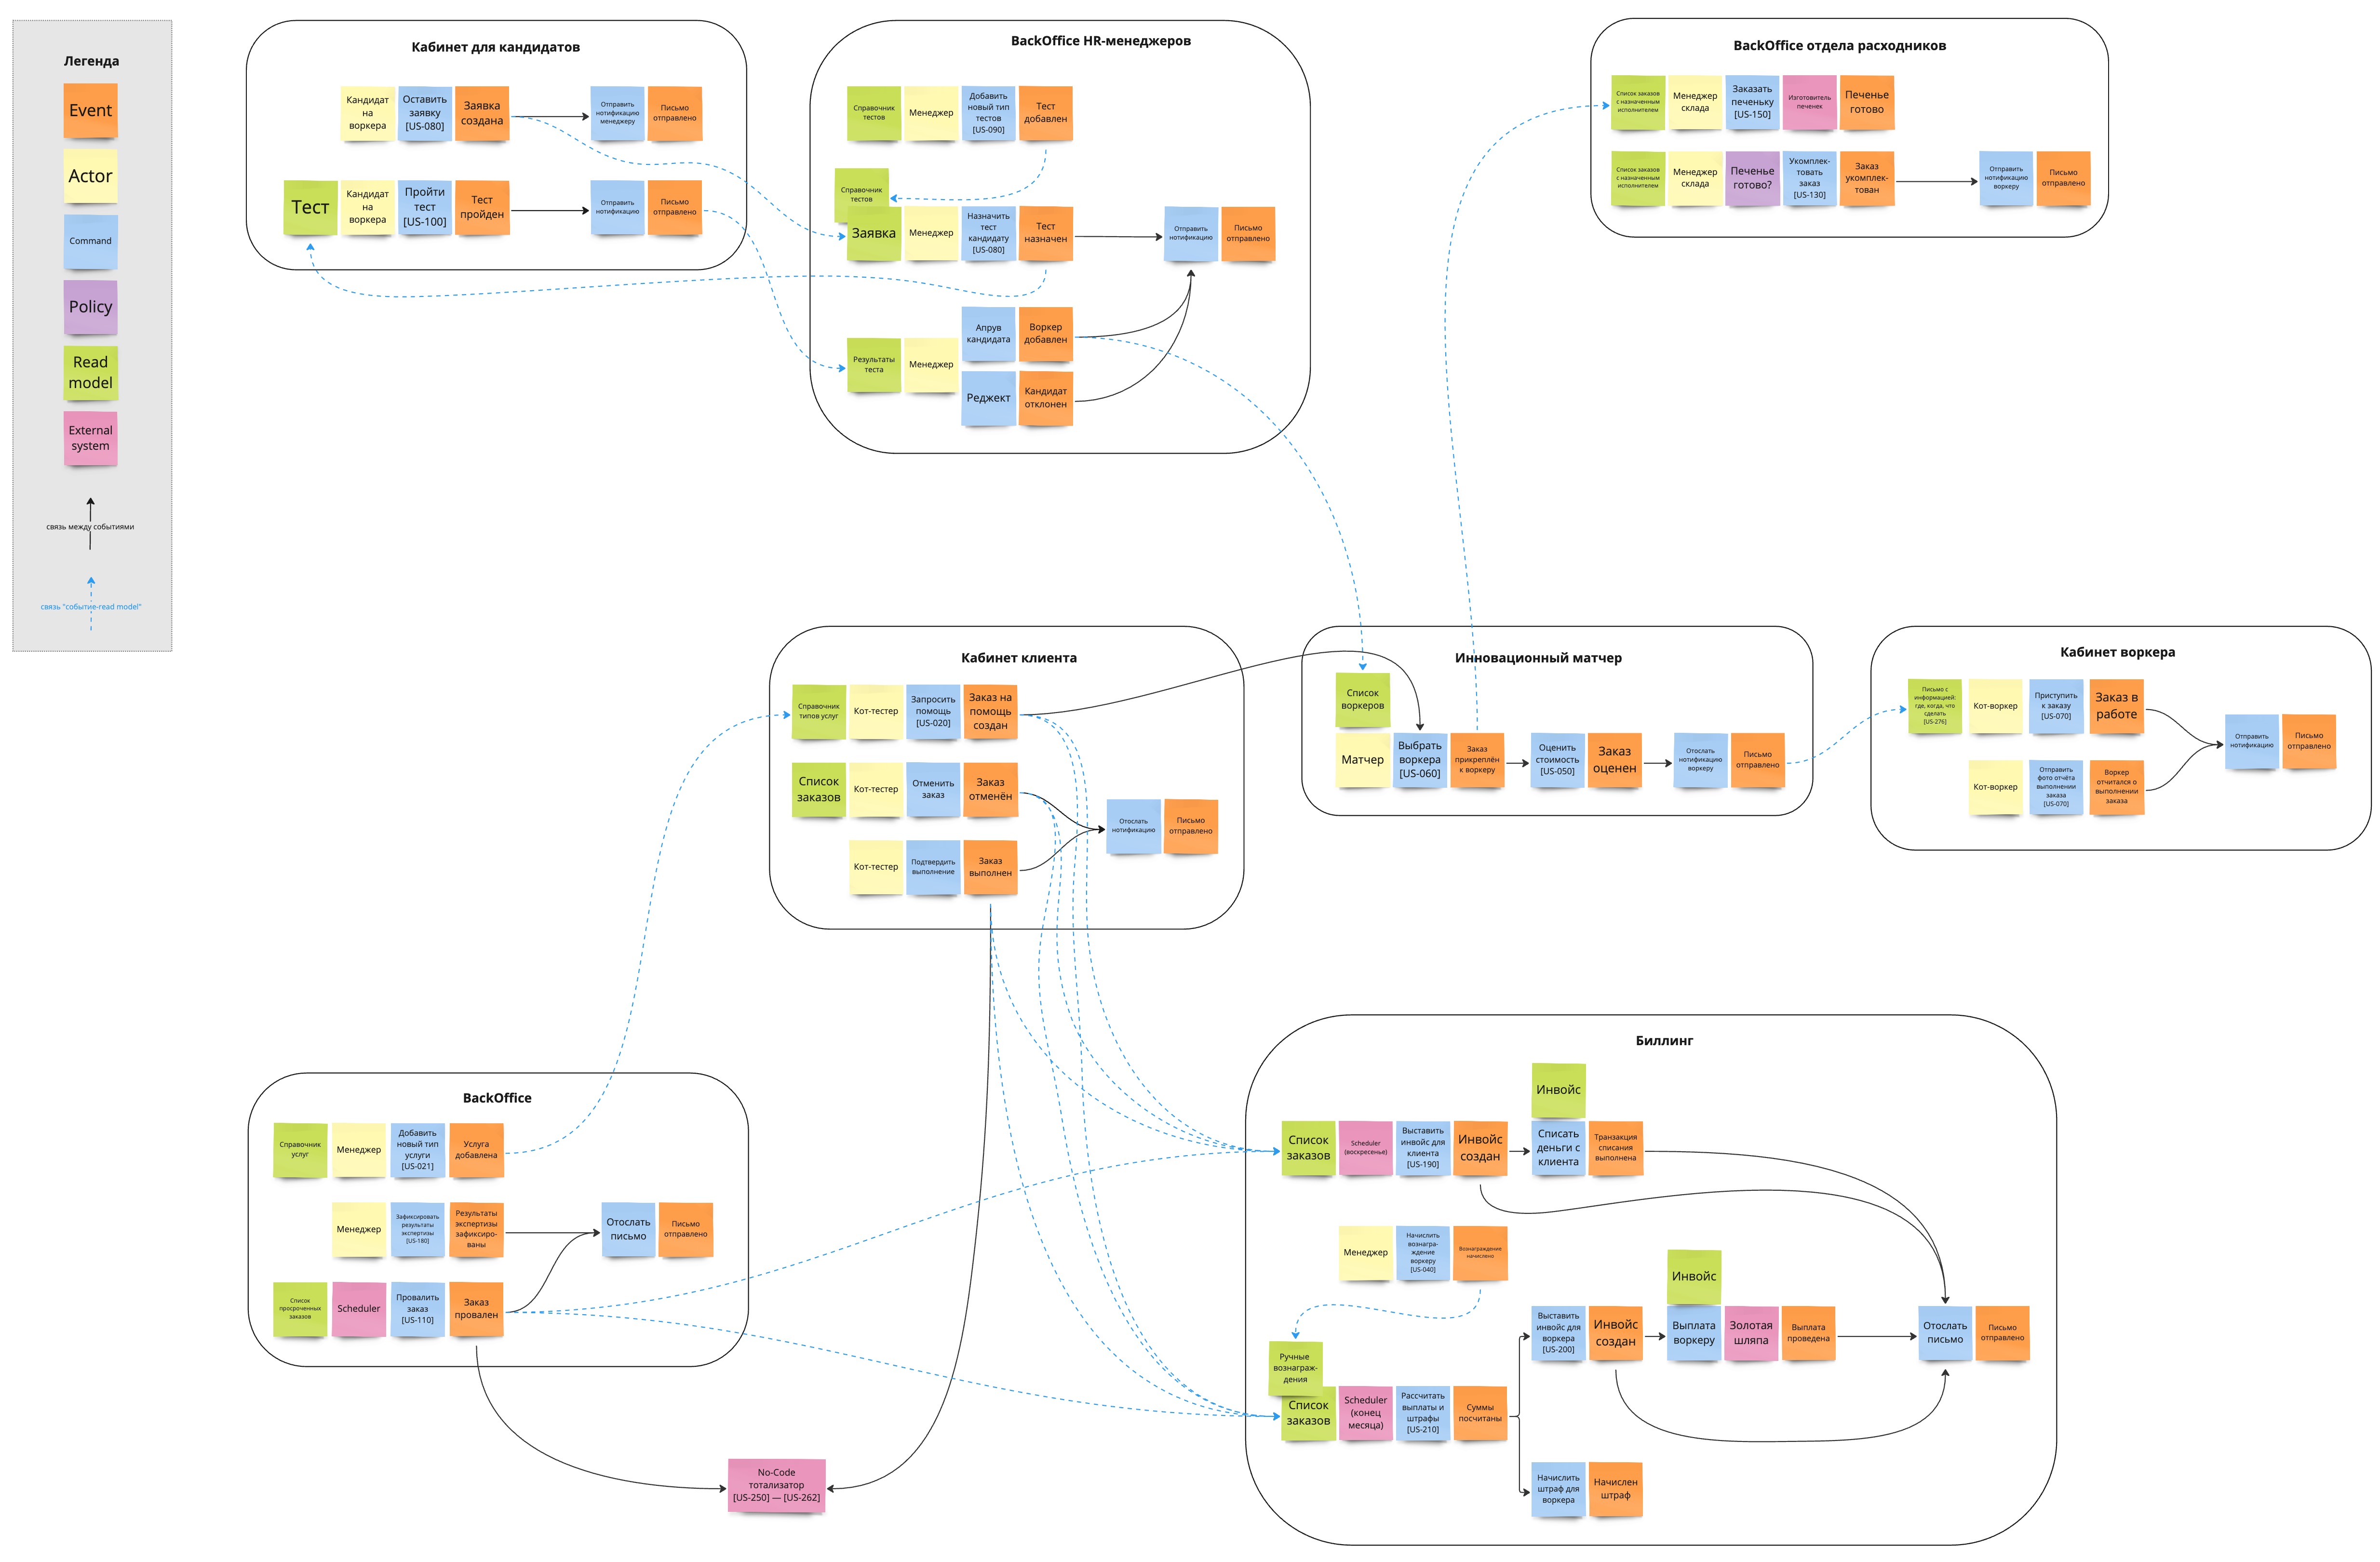 Легенда
Event
Actor
Command
Policy
Read
model
External
system
связь между событиями
связь "событие-read model"
Кабинет для кандидатов
Кандидат
на
воркера
Оставить
заявку
[US-080]
Заявка
создана
Отправить
нотификацию
менеджеру
Письмо
отправлено
Тест
Кандидат
на
воркера
Пройти
тест
[US-100]
Тест
пройден
Отправить
нотификацию
Письмо
отправлено
BackOffice HR-менеджеров
Справочник
тестов
Менеджер
Добавить
новый тип
тестов
[US-090]
Тест
добавлен
Справочник
тестов
Заявка
Менеджер
Назначить
тест
кандидату
[US-080]
Тест
назначен
Отправить
нотификацию
Письмо
отправлено
Результаты
теста
Менеджер
Апрув
кандидата
Воркер
добавлен
Реджект
Кандидат
отклонен
BackOffice отдела расходников
Список заказов
с назначенным
исполнителем
Менеджер
склада
Заказать
печеньку
[US-150]
Изготовитель
печенек
Печенье
готово
Список заказов
с назначенным
исполнителем
Менеджер
склада
Печенье
готово?
Укомплек-
товать
заказ
[US-130]
Заказ
укомплек-
тован
Отправить
нотификацию
воркеру
Письмо
отправлено
Кабинет клиента
Справочник
типов услуг
Кот-тестер
Запросить
помощь
[US-020]
Заказ на
помощь
создан
Список
заказов
Кот-тестер
Отменить
заказ
Заказ
отменён
Отослать
нотификацию
Письмо
отправлено
Кот-тестер
Подтвердить
выполнение
Заказ
выполнен
Инновационный матчер
Список
воркеров
Матчер
Выбрать
воркера
[US-060]
Заказ
прикреплён
к воркеру
Оценить
стоимость
[US-050]
Заказ
оценен
Отослать
нотификацию
воркеру
Письмо
отправлено
Кабинет воркера
Письмо с
информацией:
где, когда, что
сделать
[US-276]
Кот-воркер
Приступить
к заказу
[US-070]
Заказ в
работе
Отправить
нотификацию
Письмо
отправлено
Кот-воркер
Отправить
фото отчёта
выполнении
заказа
[US-070]
Воркер
отчитался о
выполнении
заказа
BackOffice
Справочник
услуг
Менеджер
Добавить
новый тип
услуги
[US-021]
Услуга
добавлена
Менеджер
Зафиксировать
результаты
экспертизы
[US-180]
Результаты
экспертизы
зафиксиро-
ваны
Отослать
письмо
Письмо
отправлено
Список
просроченных
заказов
Scheduler
Провалить
заказ
[US-110]
Заказ
провален
No-Code
тотализатор
[US-250] — [US-262]
Биллинг
Инвойс
Список
заказов
Scheduler
(воскресенье)
Выставить
инвойс для
клиента
[US-190]
Инвойс
создан
Списать
деньги с
клиента
Транзакция
списания
выполнена
Менеджер
Начислить
вознагра-
ждение
воркеру
[US-040]
Вознаграждение
начислено
Инвойс
Выставить
инвойс для
воркера
[US-200]
Инвойс
создан
Выплата
воркеру
Золотая
шляпа
Выплата
проведена
Отослать
письмо
Письмо
отправлено
Ручные
вознаграж-
дения
Список
заказов
Scheduler
(конец
месяца)
Рассчитать
выплаты и
штрафы
[US-210]
Суммы
посчитаны
Начислить
штраф для
воркера
Начислен
штраф